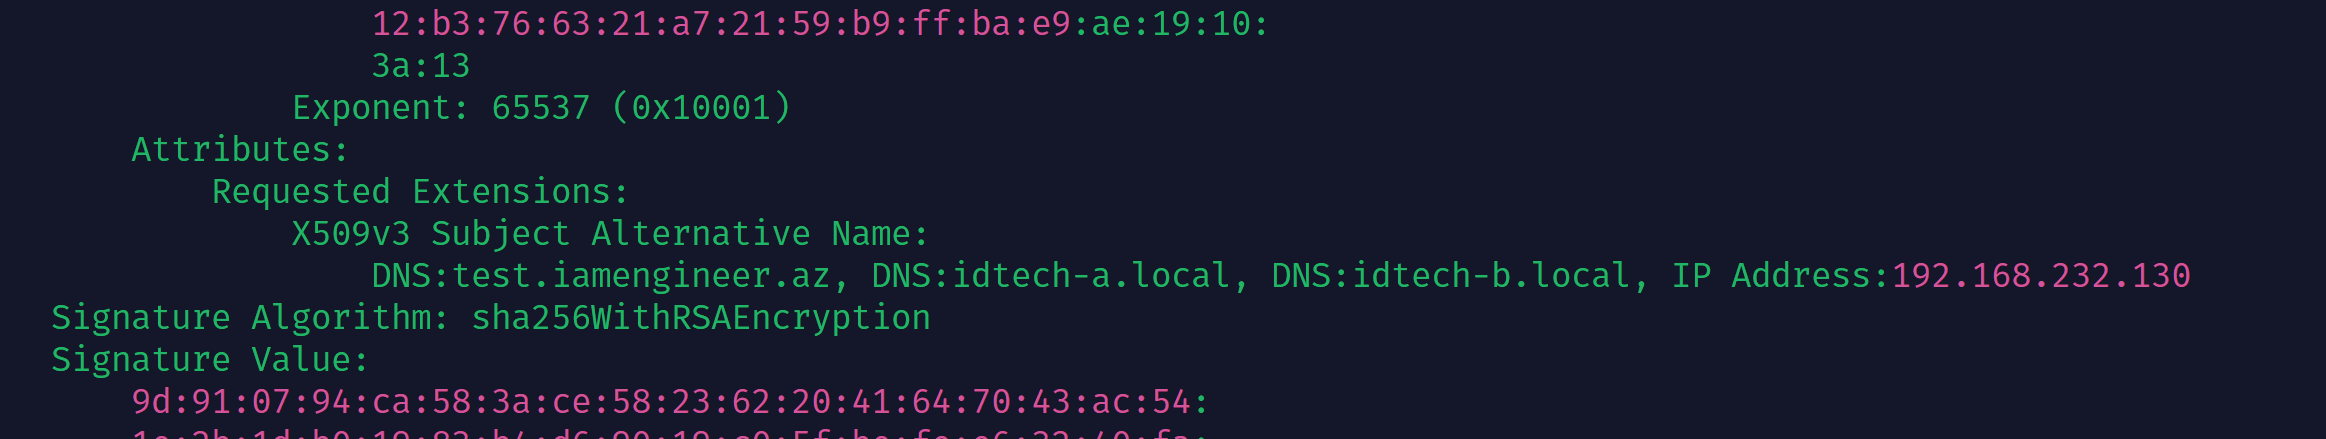 12:b3:76:63:21:a7:21:59:b9:ff:ba:e9:ae:19:10:
3a:13
Exponent: 65537 (0x10001)
Attributes:
Requested Extensions:
X509v3 Subject Alternative Name:
DNS:test.iamengineer.az, DNS:idtech-a.local, DNS:idtech-b.local, IP Address:192.168.232.130
Signature Algorithm: sha256WithRSAEncryption
Signature Value:
9d:91:07:94:ca:58:3a:ce:58:23:62:20:41:64:70:43:ac:54: